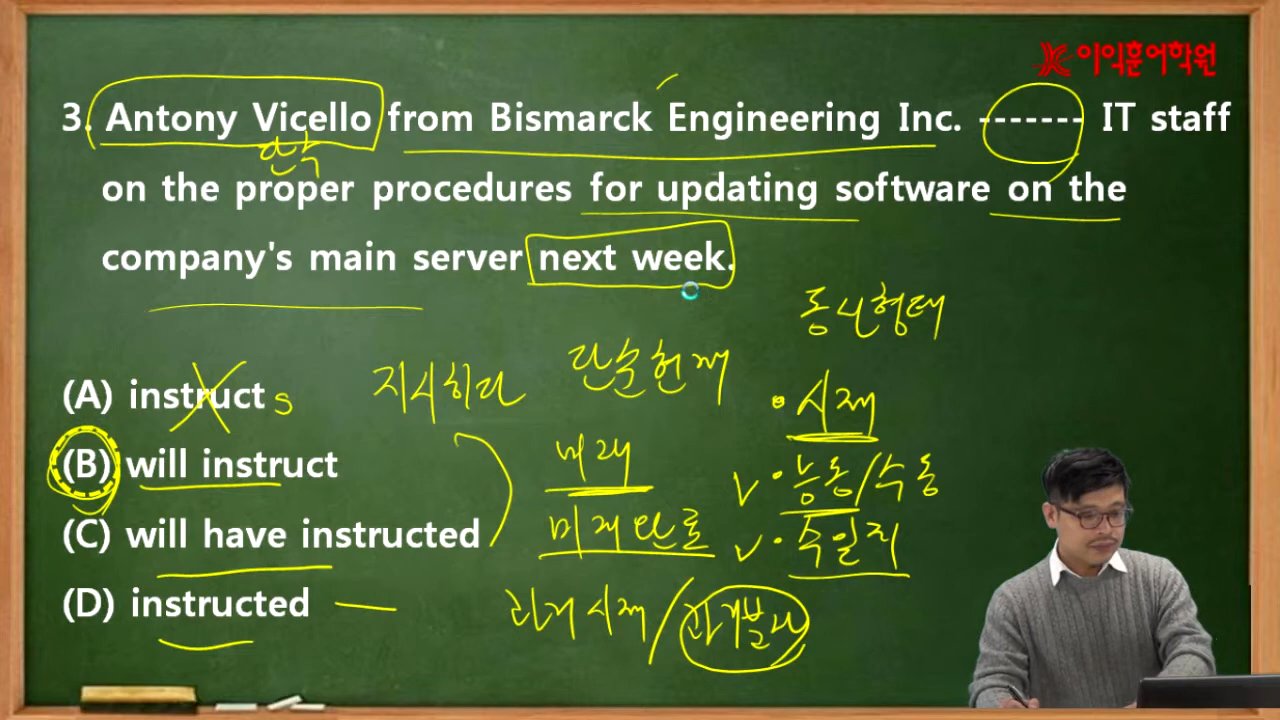 이익훈어학원
3. Antony Vicello from Bismarck Engineering Inc. ------- IT staff
단수
on the proper procedures for updating software on the
company's main server next week.
동사형태
(A) instruct s 지시하다 단순현재
• 시제
(B) will instruct 미래 • 능동/수동
(C) will have instructed 미래완료 • 수일치
(D) instructed — 과거시제 / 과거분사